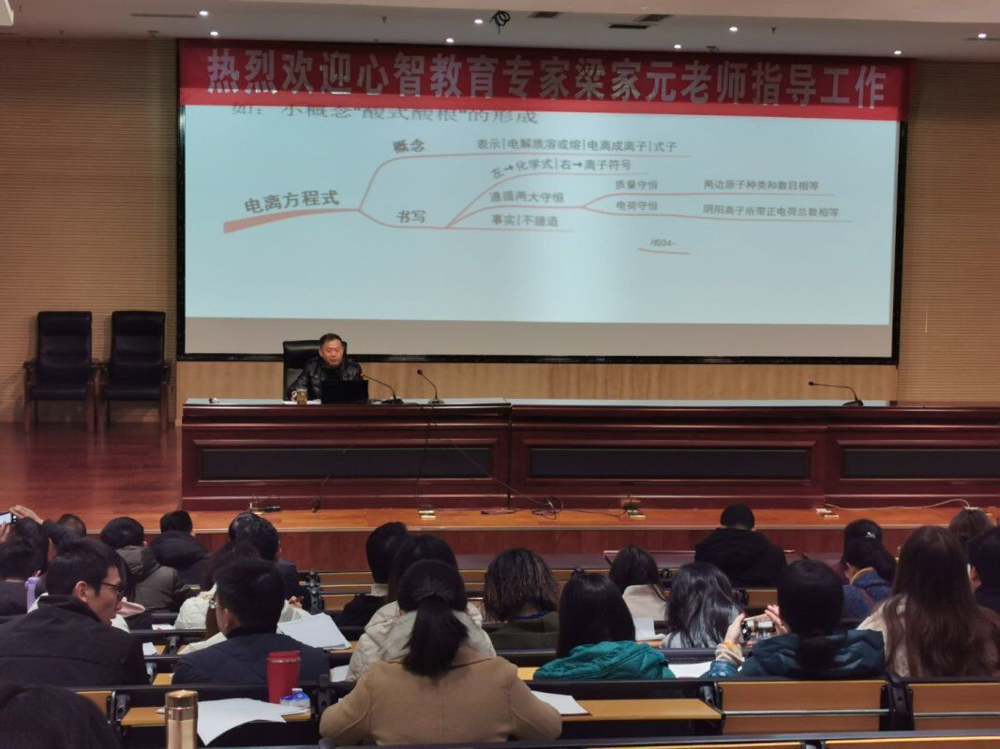 热烈欢迎心智教育专家梁家元老师指导工作
如：小概念"酸式酸根"的形成
概念 表示|电解质溶或熔|电离成离子|式子
左→化学式|右→离子符号
电离方程式
书写 遵循两大守恒
质量守恒 两边原子种类和数目相等
电荷守恒 阴阳离子所带正电荷总数相等
事实|不臆造
HSO4--